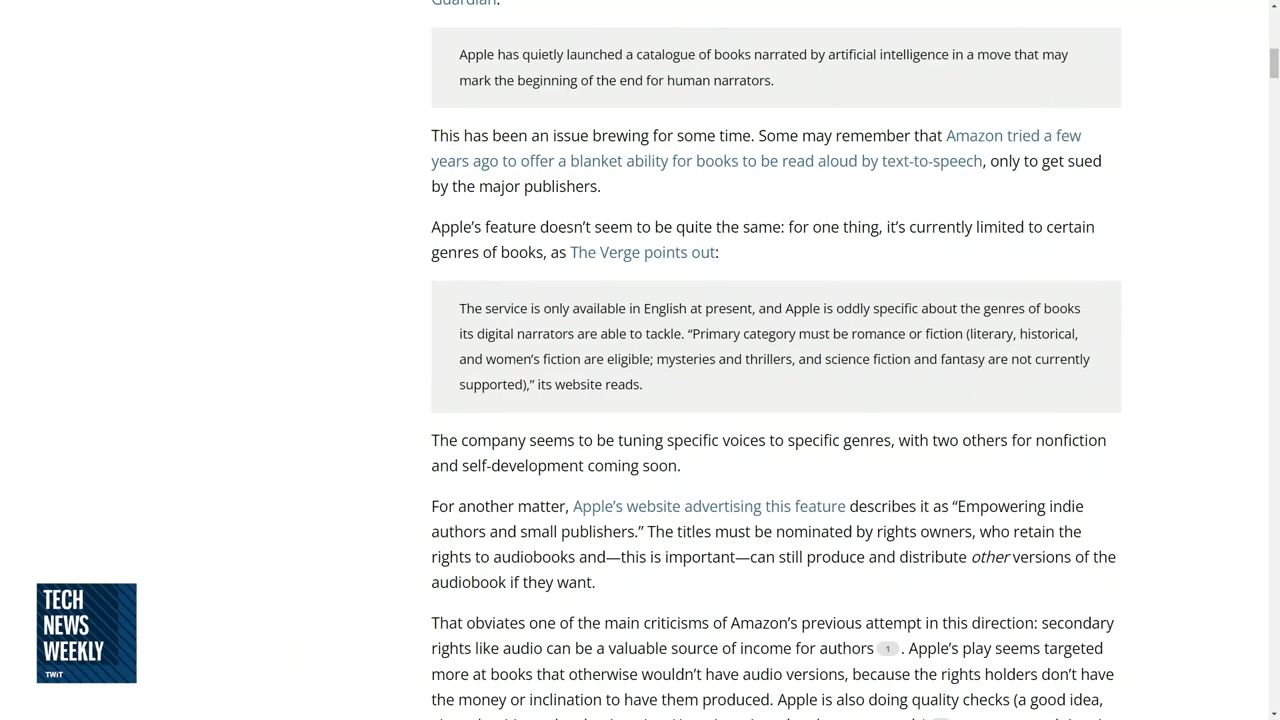 Guardian.
Apple has quietly launched a catalogue of books narrated by artificial intelligence in a move that may
mark the beginning of the end for human narrators.
This has been an issue brewing for some time. Some may remember that Amazon tried a few
years ago to offer a blanket ability for books to be read aloud by text-to-speech, only to get sued
by the major publishers.
Apple’s feature doesn’t seem to be quite the same: for one thing, it’s currently limited to certain
genres of books, as The Verge points out:
The service is only available in English at present, and Apple is oddly specific about the genres of books
its digital narrators are able to tackle. “Primary category must be romance or fiction (literary, historical,
and women’s fiction are eligible; mysteries and thrillers, and science fiction and fantasy are not currently
supported),” its website reads.
The company seems to be tuning specific voices to specific genres, with two others for nonfiction
and self-development coming soon.
For another matter, Apple’s website advertising this feature describes it as “Empowering indie
authors and small publishers.” The titles must be nominated by rights owners, who retain the
rights to audiobooks and—this is important—can still produce and distribute other versions of the
audiobook if they want.
That obviates one of the main criticisms of Amazon’s previous attempt in this direction: secondary
rights like audio can be a valuable source of income for authors 1 . Apple’s play seems targeted
more at books that otherwise wouldn’t have audio versions, because the rights holders don’t have
the money or inclination to have them produced. Apple is also doing quality checks (a good idea,
TECH
NEWS
WEEKLY
TWiT